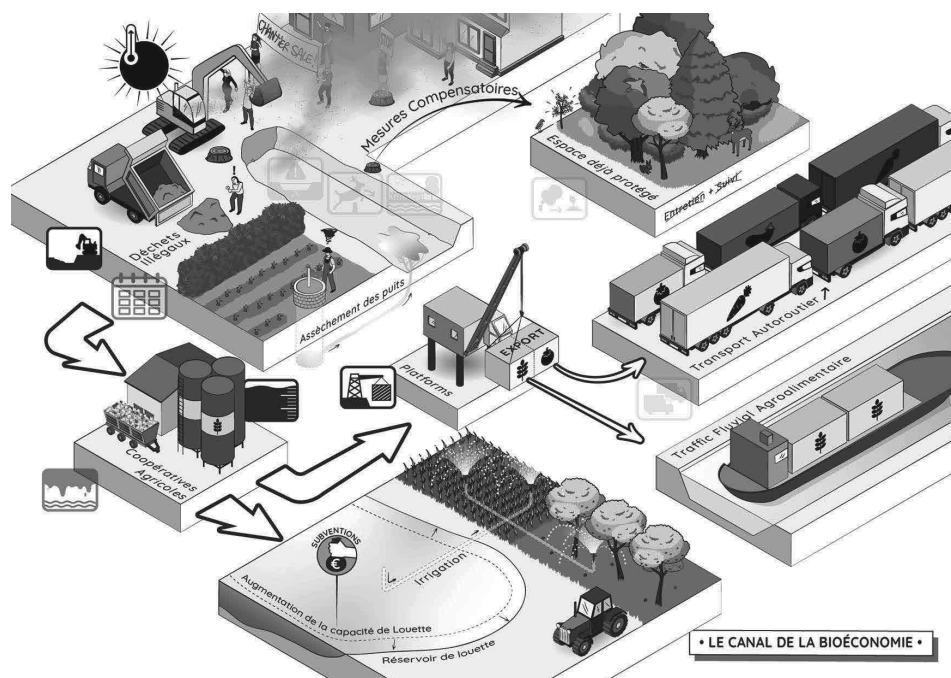 CHANTIER SALE!
Mesures Compensatoires
Espace déjà protégé
Entretien + Suivi
Déchets
Illégaux
Assèchement des puits
Transport Autoroutier
EXPORT
Platforms
Traffic Fluvial Agroalimentaire
Coopératives
Agricoles
SUBVENTIONS
€
Irrigation
Augmentation de la capacité de Louette
Réservoir de louette
• LE CANAL DE LA BIOÉCONOMIE •